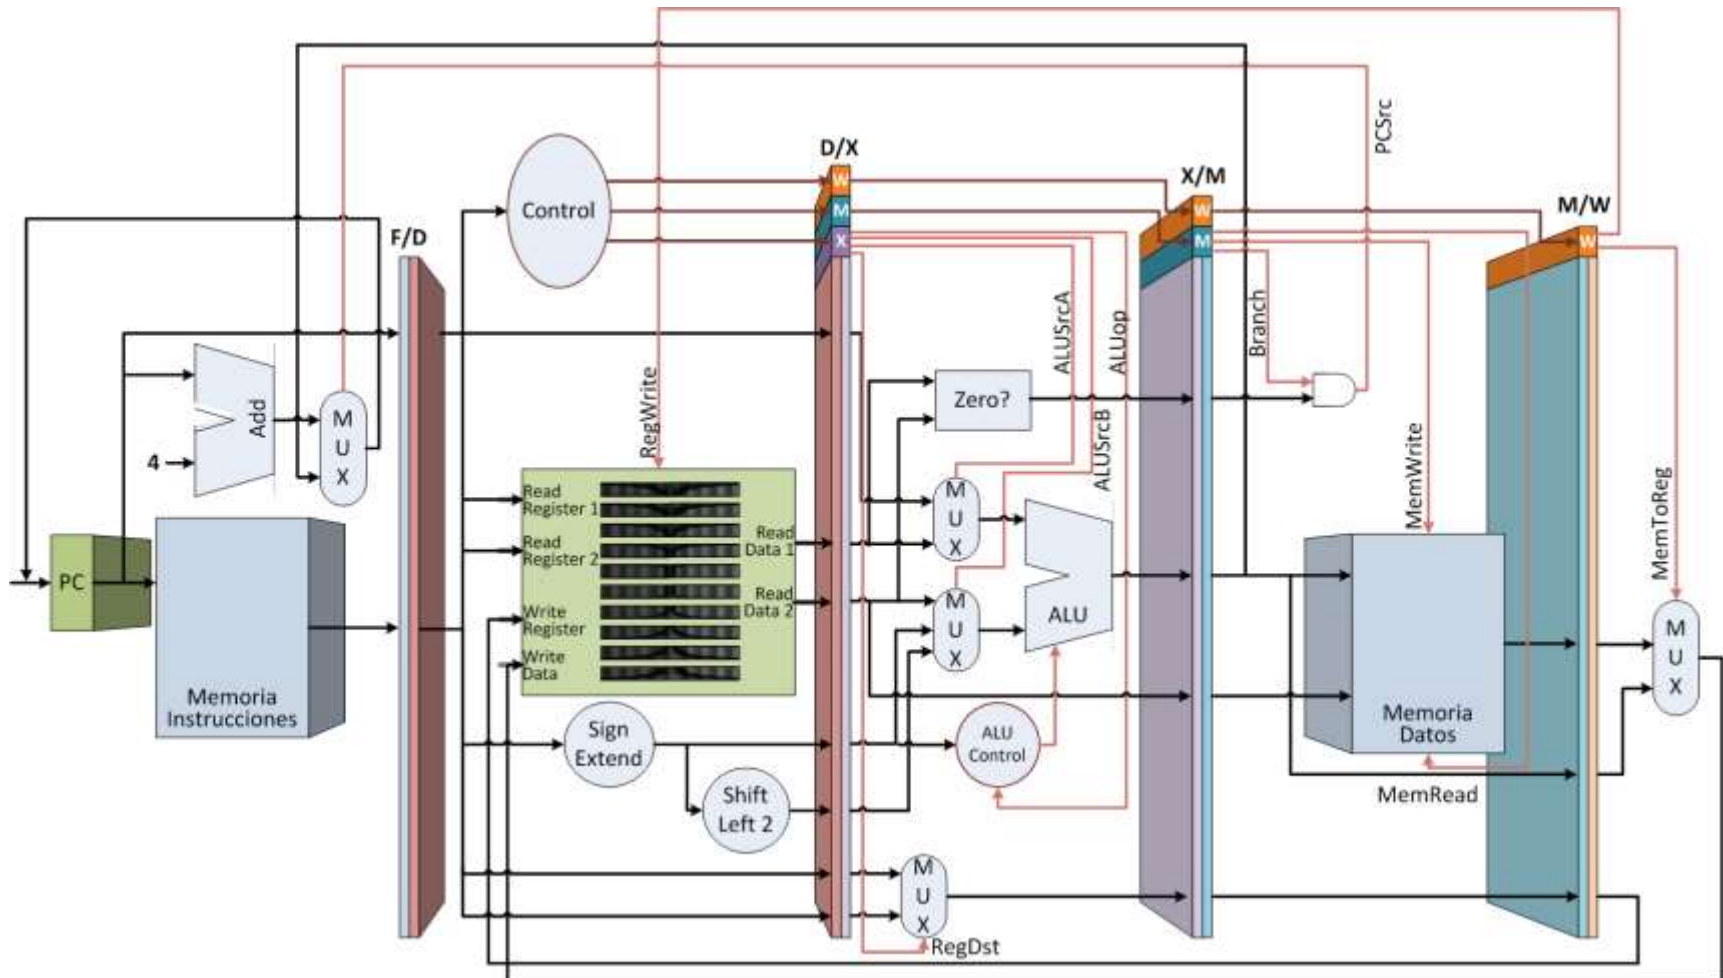 D/X
X/M
M/W
F/D
W
M
X
W
M
W
Control
PCSrc
ALUSrcA
ALUop
ALUSrcB
Branch
MemWrite
MemToReg
RegWrite
Add
4
M
U
X
PC
Memoria
Instrucciones
Read
Register 1
Read
Register 2
Write
Register
Write
Data
Read
Data 1
Read
Data 2
Zero?
M
U
X
M
U
X
ALU
Sign
Extend
Shift
Left 2
ALU
Control
M
U
X
RegDst
Memoria
Datos
MemRead
M
U
X